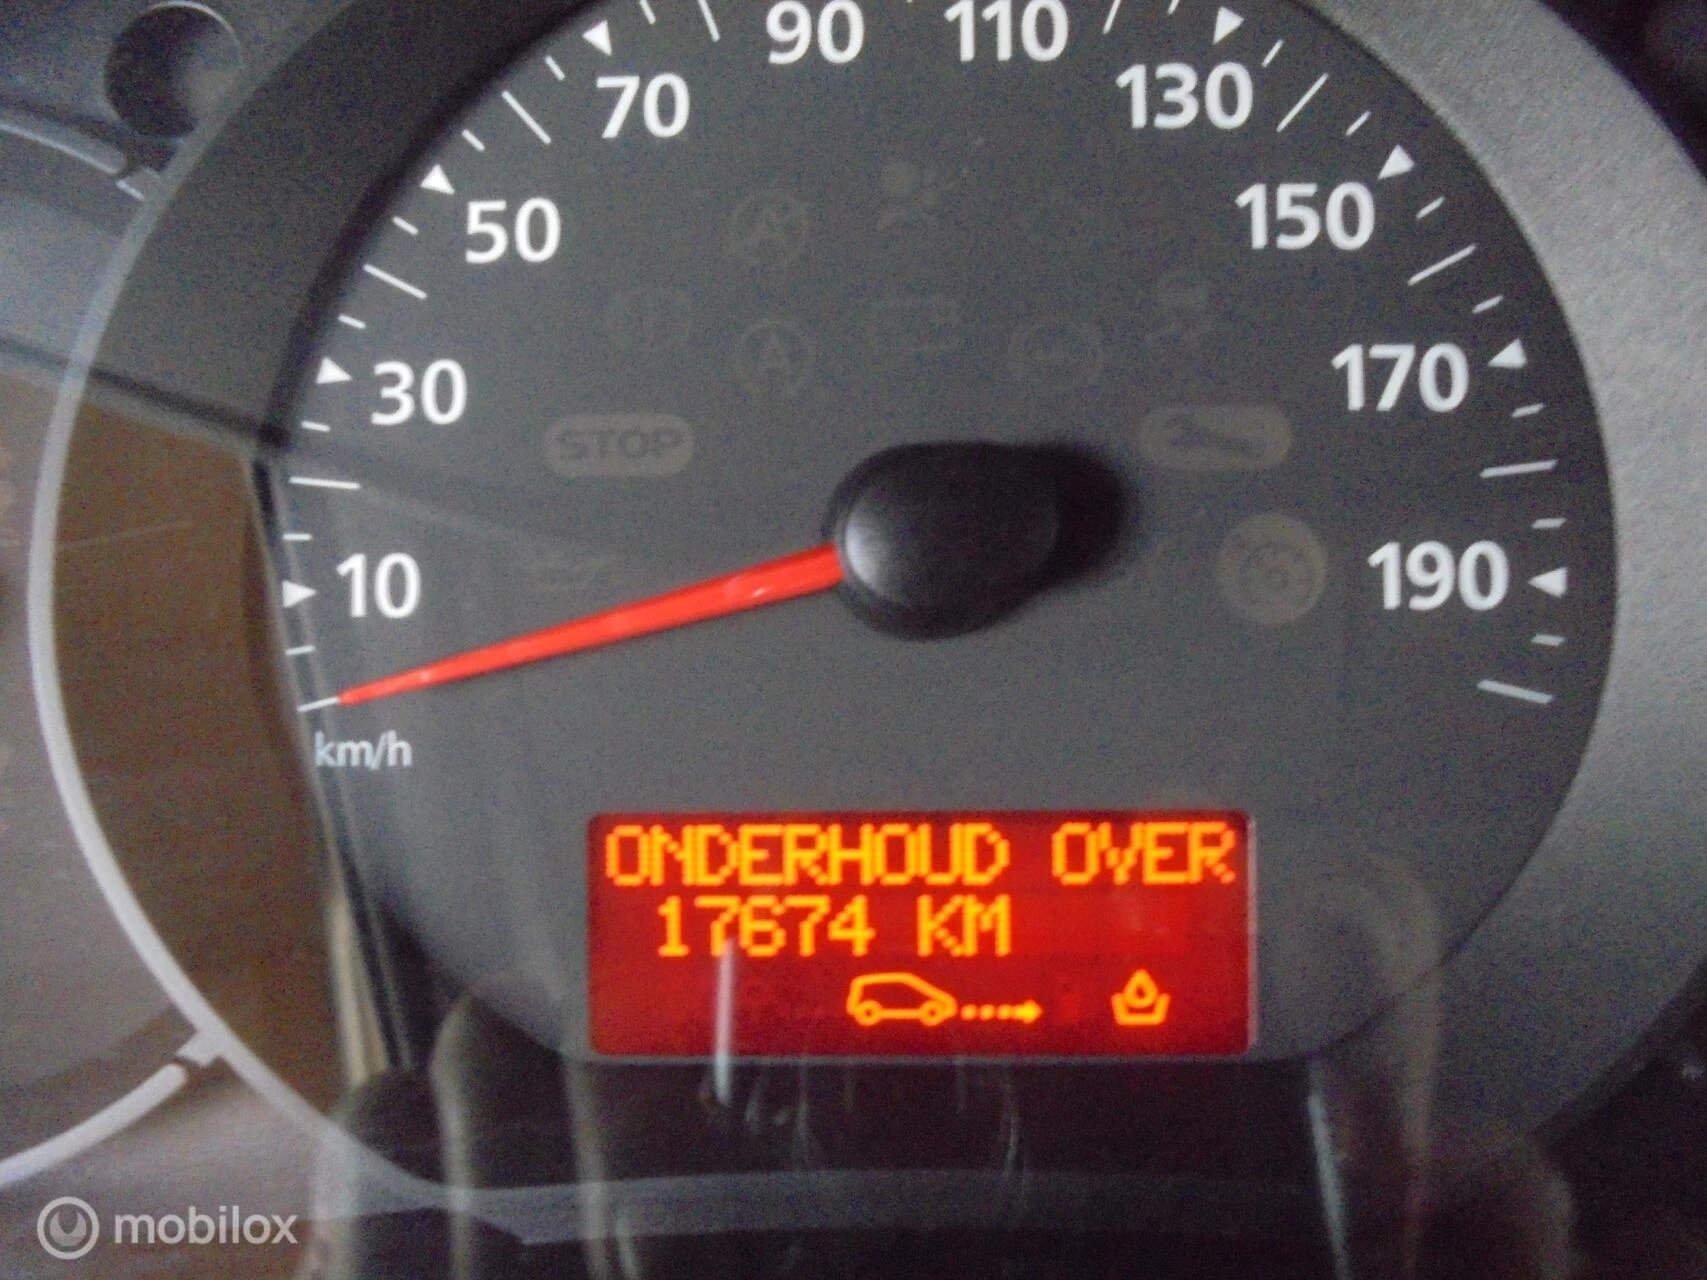 90 110
70 130
50 150
30 170
STOP
10 190
km/h
ONDERHOUD OVER
17674 KM
mobilox